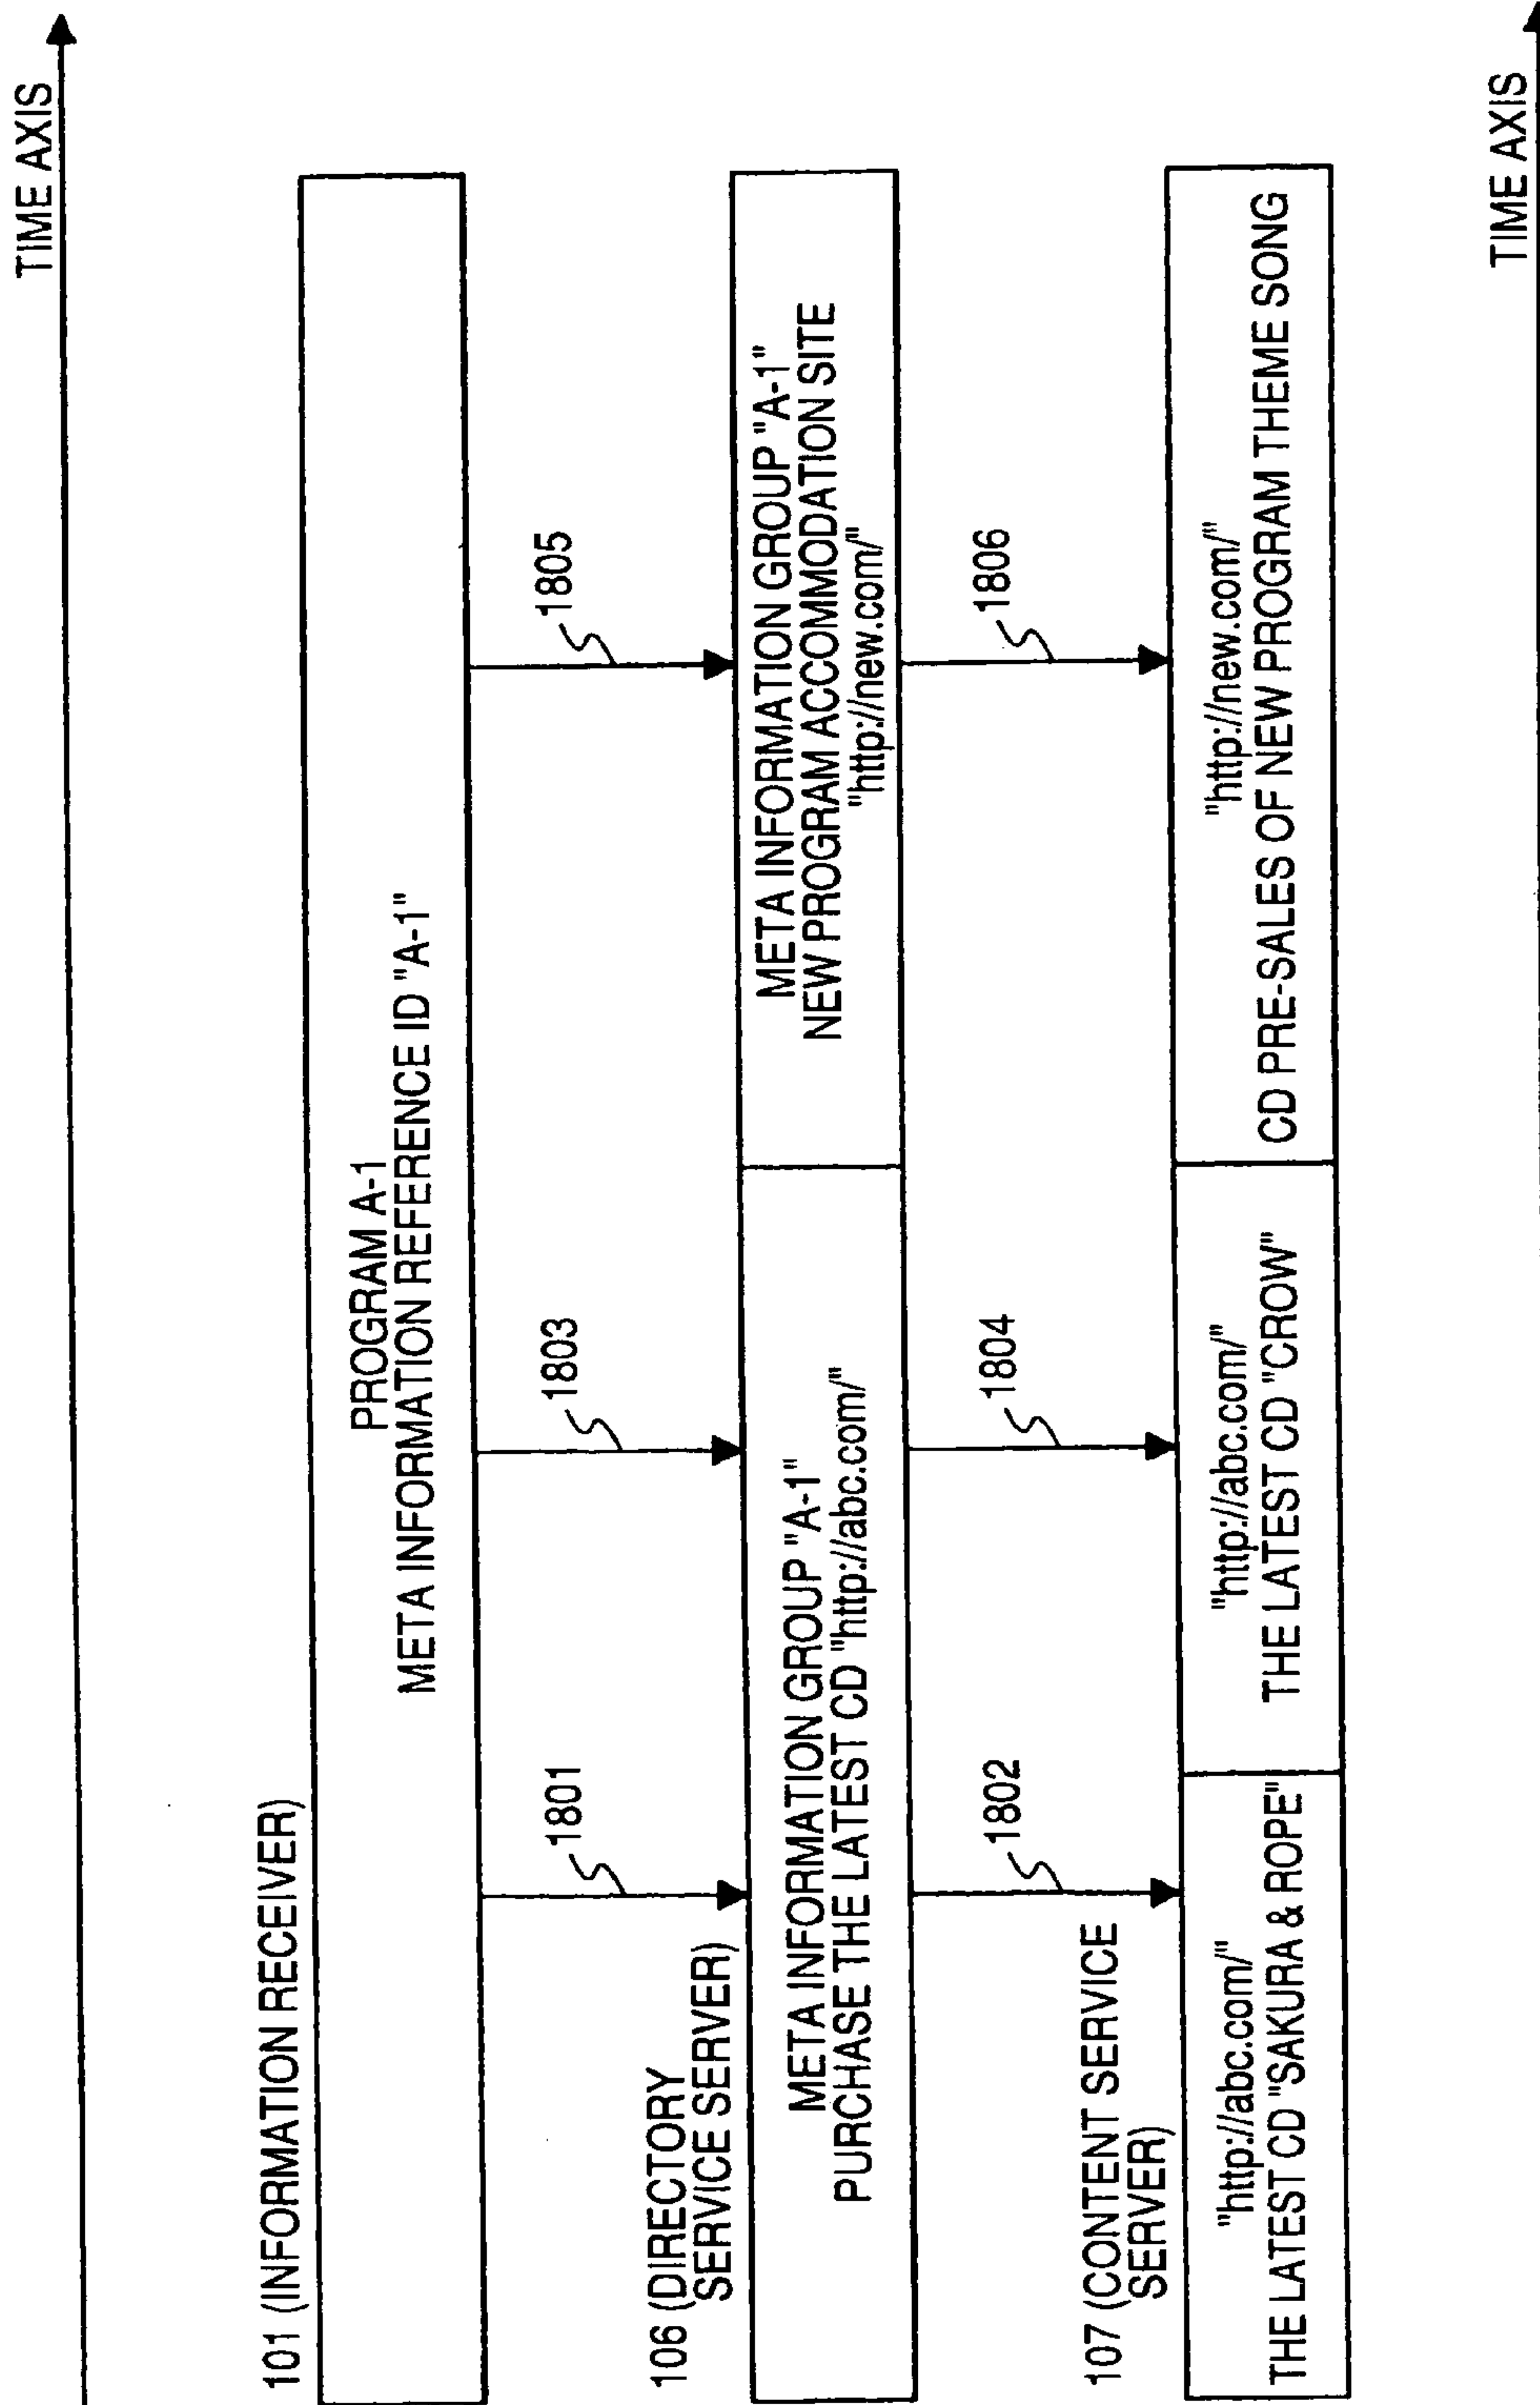 TIME AXIS
101 (INFORMATION RECEIVER)
PROGRAM A-1
META INFORMATION REFERENCE ID "A-1"
1801
1803
1805
106 (DIRECTORY
SERVICE SERVER)
META INFORMATION GROUP "A-1"
PURCHASE THE LATEST CD "http://abc.com/"
META INFORMATION GROUP "A-1"
NEW PROGRAM ACCOMMODATION SITE
"http://new.com/"
1802
1804
1806
107 (CONTENT SERVICE
SERVER)
"http://abc.com/"
THE LATEST CD "SAKURA & ROPE"
"http://abc.com/"
THE LATEST CD "CROW"
"http://new.com/"
CD PRE-SALES OF NEW PROGRAM THEME SONG
TIME AXIS